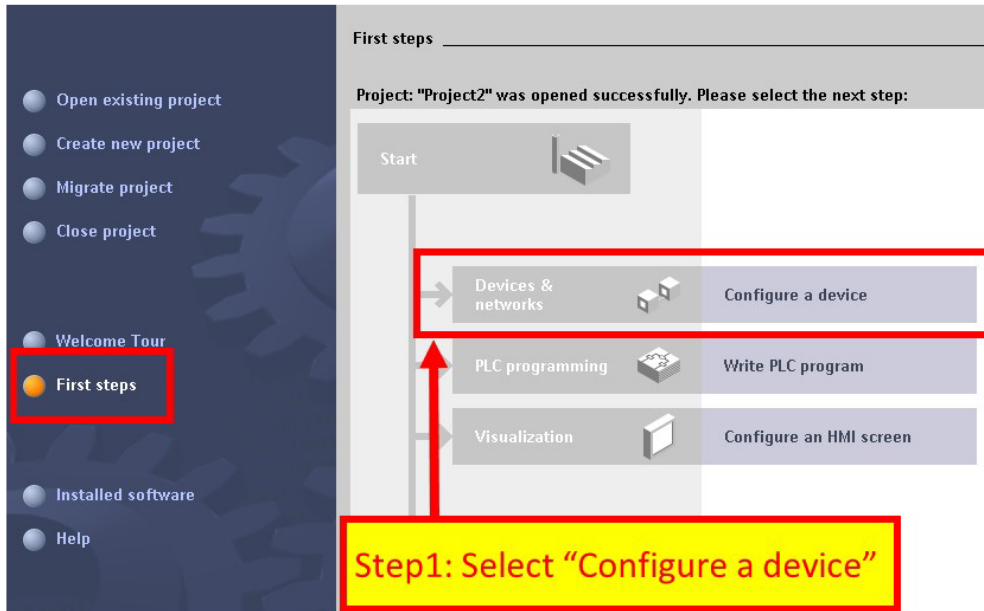 First steps
Project: "Project2" was opened successfully. Please select the next step:
Open existing project
Create new project
Migrate project
Close project
Welcome Tour
First steps
Installed software
Help
Start
Devices &
networks
Configure a device
PLC programming
Write PLC program
Visualization
Configure an HMI screen
Step1: Select “Configure a device”